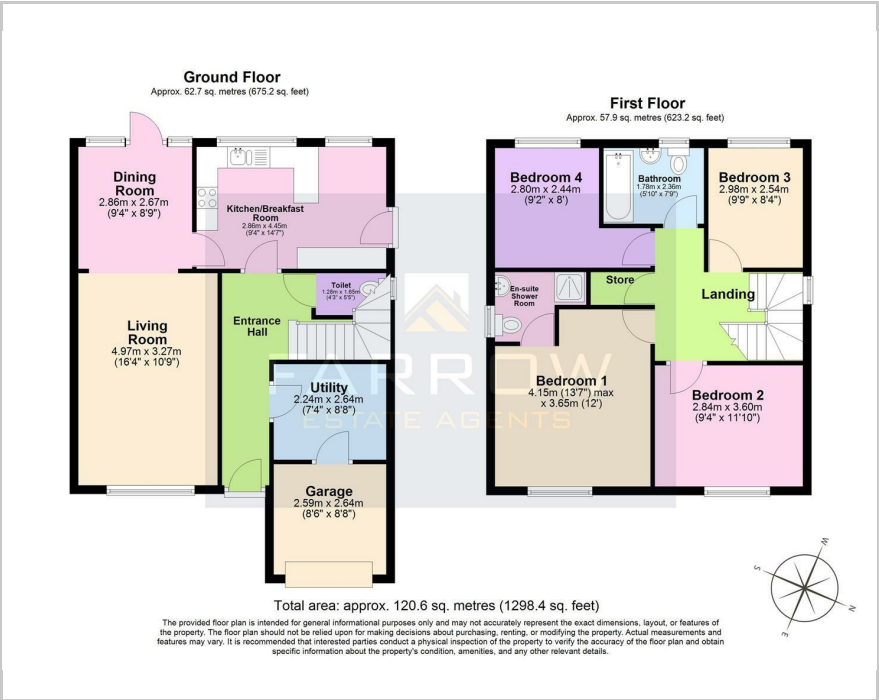 Ground Floor
Approx. 62.7 sq. metres (675.2 sq. feet)
Dining
Room
2.86m x 2.67m
(9'4" x 8'9")
Kitchen/Breakfast
Room
2.86m x 4.45m
(9'4" x 14'7")
Toilet
1.28m x 1.65m
(4'3" x 5'5")
Entrance
Hall
Living
Room
4.97m x 3.27m
(16'4" x 10'9")
Utility
2.24m x 2.64m
(7'4" x 8'8")
Garage
2.59m x 2.64m
(8'6" x 8'8")
First Floor
Approx. 57.9 sq. metres (623.2 sq. feet)
Bedroom 4
2.80m x 2.44m
(9'2" x 8')
Bathroom
1.78m x 2.36m
(5'10" x 7'9")
Bedroom 3
2.98m x 2.54m
(9'9" x 8'4")
En-suite
Shower
Room
Store
Landing
Bedroom 1
4.15m (13'7") max
x 3.65m (12')
Bedroom 2
2.84m x 3.60m
(9'4" x 11'10")
FARROW
ESTATE AGENTS
W
S
N
E
Total area: approx. 120.6 sq. metres (1298.4 sq. feet)
The provided floor plan is intended for general informational purposes only and may not accurately represent the exact dimensions, layout, or features of
the property. The floor plan should not be relied upon for making decisions about purchasing, renting, or modifying the property. Actual measurements and
features may vary. It is recommended that interested parties conduct a physical inspection of the property to verify the accuracy of the floor plan and obtain
specific information about the property's condition, amenities, and any other relevant details.